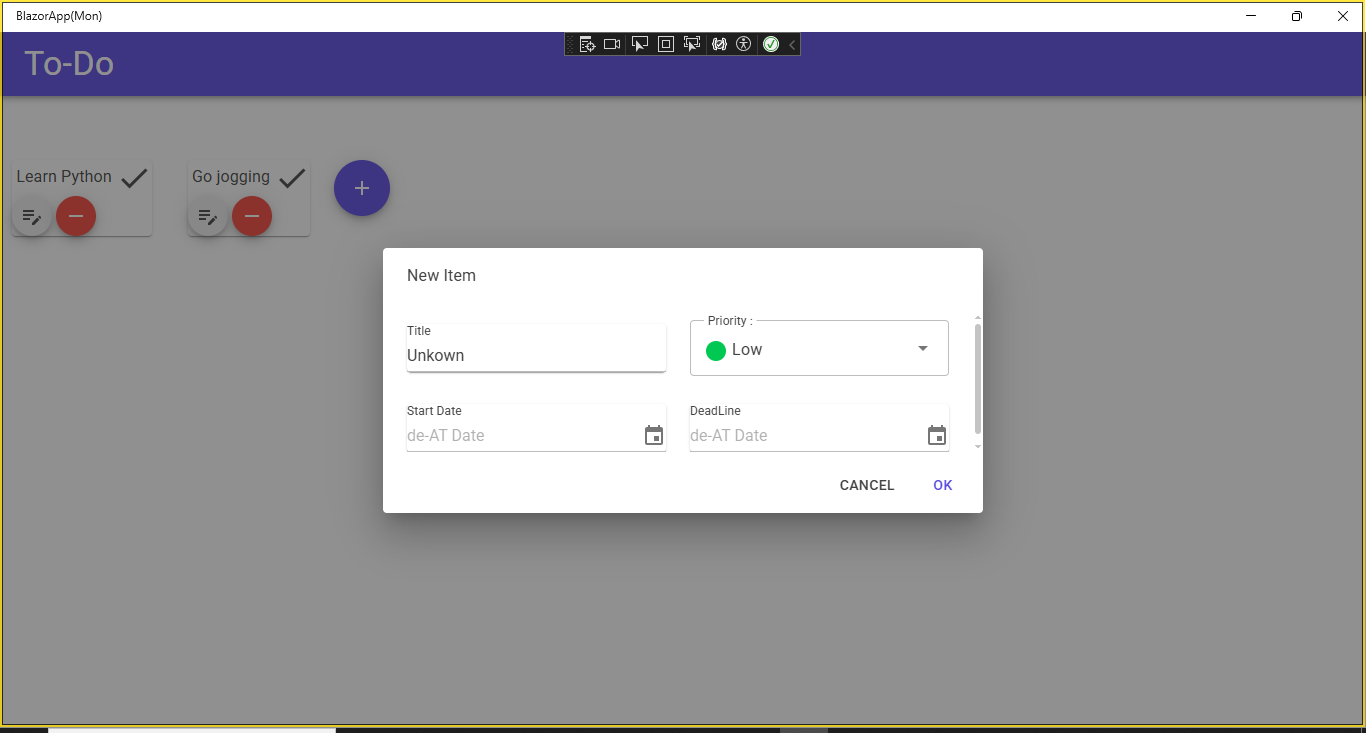 BlazorApp(Mon)
To-Do
Learn Python
Go jogging
New Item
Title
Unkown
Priority :
Low
Start Date
de-AT Date
DeadLine
de-AT Date
CANCEL
OK